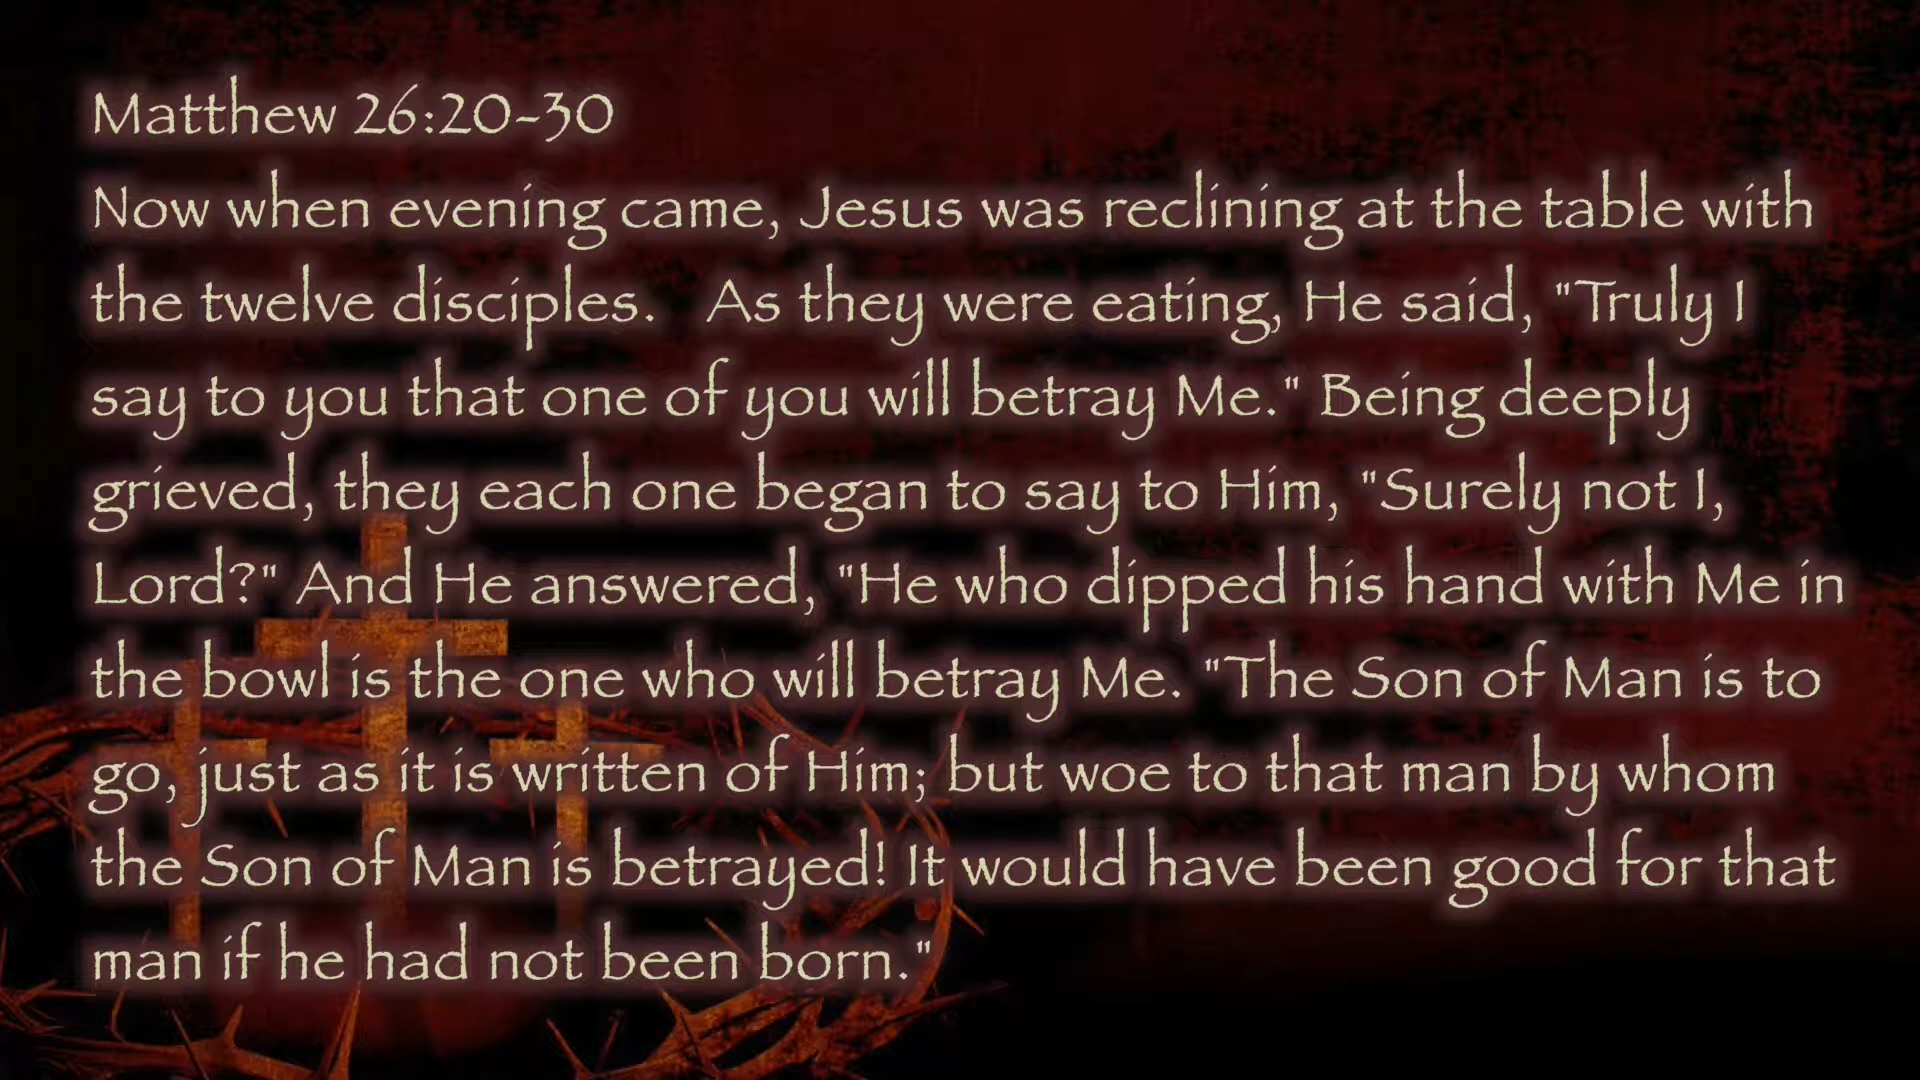 Matthew 26:20-30
Now when evening came, Jesus was reclining at the table with
the twelve disciples.   As they were eating, He said, "Truly I
say to you that one of you will betray Me." Being deeply
grieved, they each one began to say to Him, "Surely not I,
Lord?" And He answered, "He who dipped his hand with Me in
the bowl is the one who will betray Me. "The Son of Man is to
go, just as it is written of Him; but woe to that man by whom
the Son of Man is betrayed! It would have been good for that
man if he had not been born."